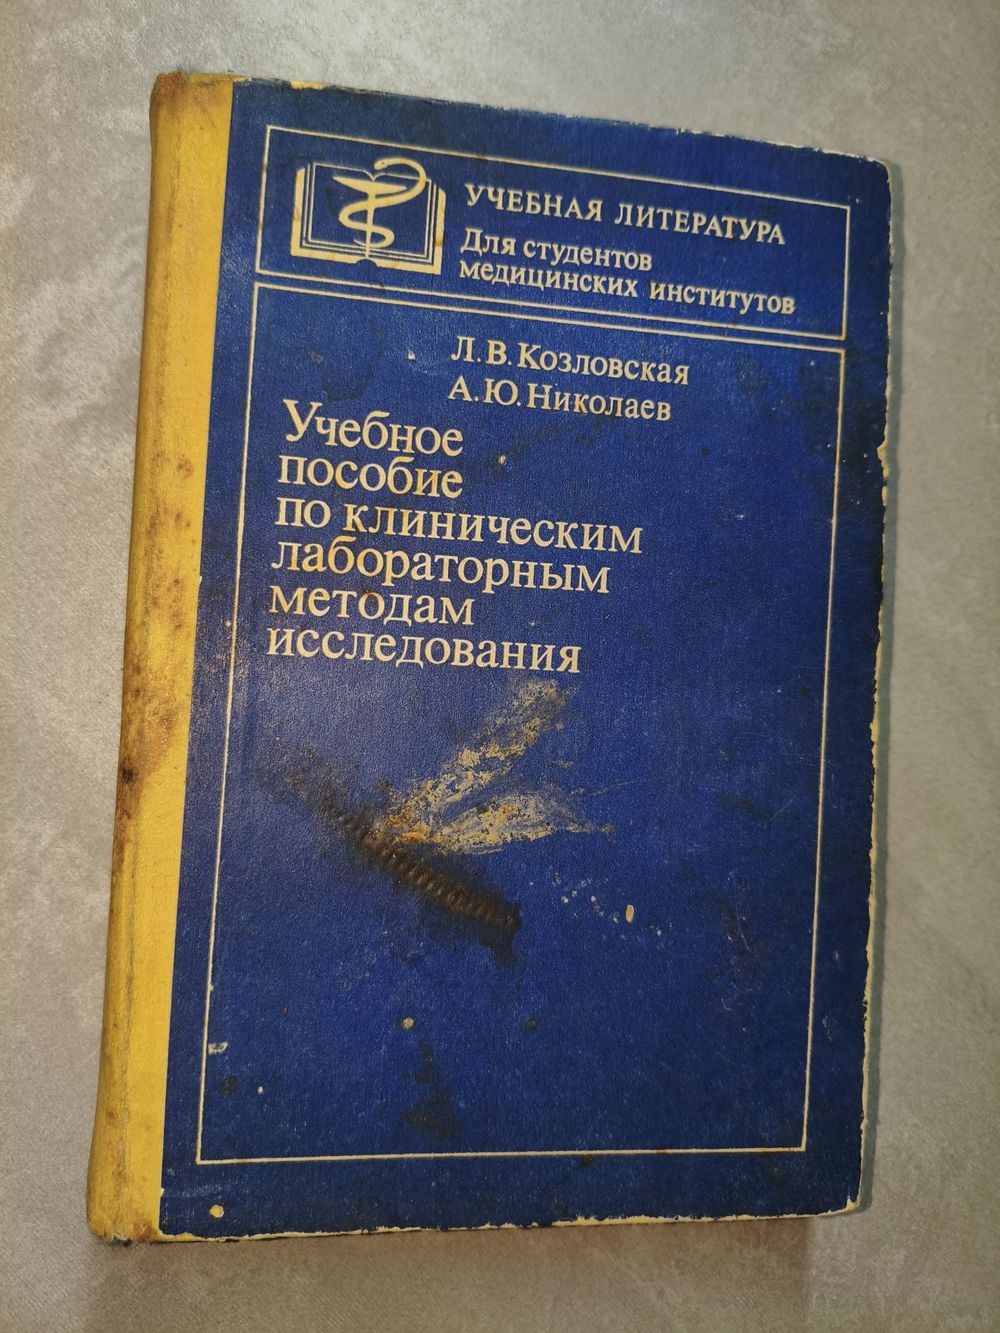 УЧЕБНАЯ ЛИТЕРАТУРА
Для студентов
медицинских институтов
Л. В. Козловская
А. Ю. Николаев
Учебное
пособие
по клиническим
лабораторным
методам
исследования